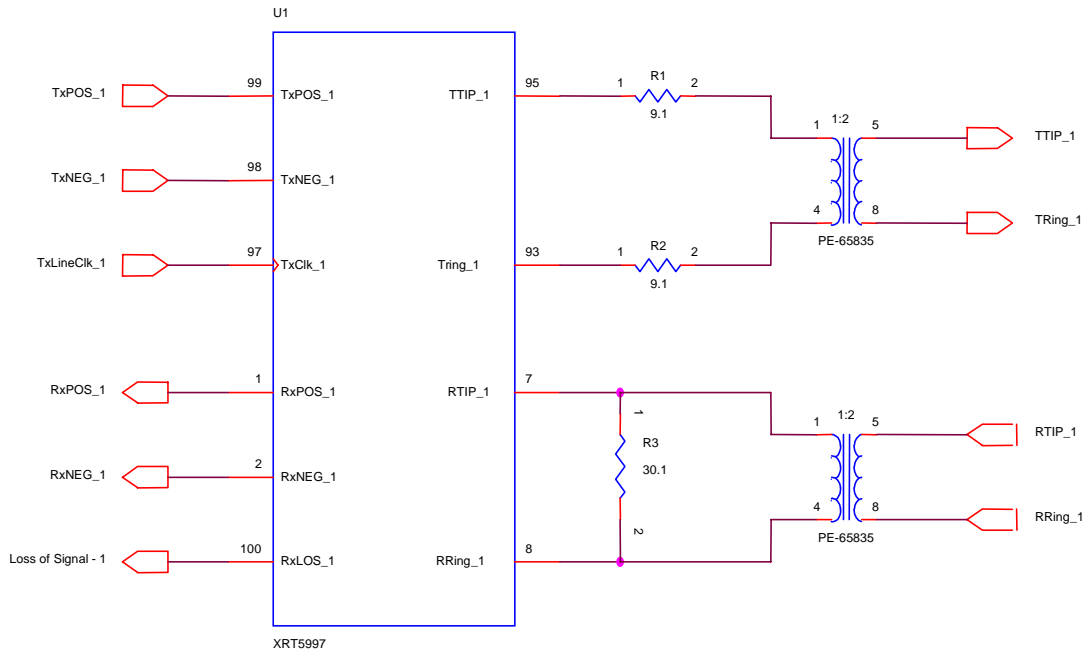 U1
TxPOS_1
99
TxPOS_1
TTIP_1
95
1
R1
2
9.1
1
1:2
5
TTIP_1
TxNEG_1
98
TxNEG_1
4
8
TRing_1
PE-65835
TxLineClk_1
97
TxClk_1
Tring_1
93
1
R2
2
9.1
RxPOS_1
1
RxPOS_1
RTIP_1
7
1
R3
30.1
2
1
1:2
5
RTIP_1
RxNEG_1
2
RxNEG_1
4
8
RRing_1
PE-65835
Loss of Signal - 1
100
RxLOS_1
RRing_1
8
XRT5997